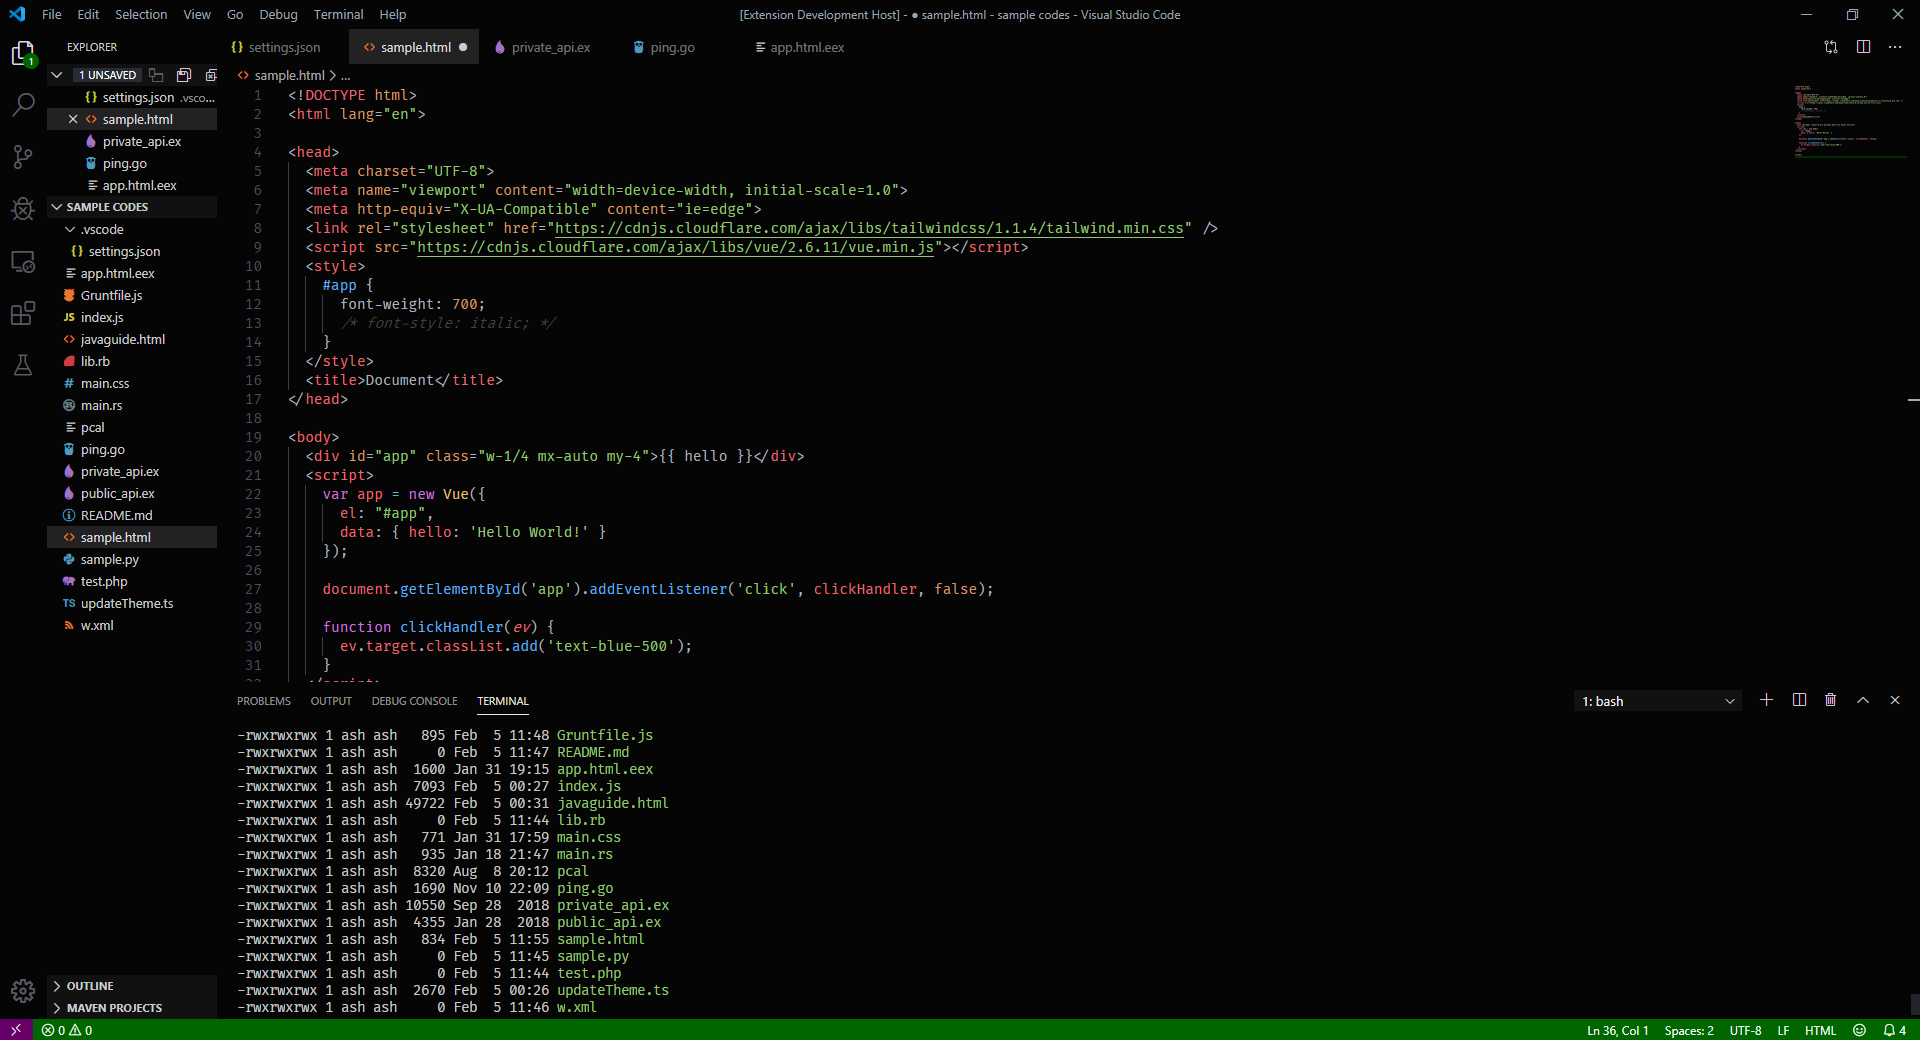 File Edit Selection View Go Debug Terminal Help
[Extension Development Host] - ● sample.html - sample codes - Visual Studio Code
EXPLORER
1
1 UNSAVED
{} settings.json .vsco...
<> sample.html
private_api.ex
ping.go
app.html.eex
SAMPLE CODES
.vscode
{} settings.json
app.html.eex
Gruntfile.js
JS index.js
<> javaguide.html
lib.rb
# main.css
main.rs
pcal
ping.go
private_api.ex
public_api.ex
README.md
<> sample.html
sample.py
test.php
TS updateTheme.ts
w.xml
OUTLINE
MAVEN PROJECTS
{} settings.json
<> sample.html ●
private_api.ex
ping.go
app.html.eex
<> sample.html > ...
1 <!DOCTYPE html>
2 <html lang="en">
3
4 <head>
5 <meta charset="UTF-8">
6 <meta name="viewport" content="width=device-width, initial-scale=1.0">
7 <meta http-equiv="X-UA-Compatible" content="ie=edge">
8 <link rel="stylesheet" href="https://cdnjs.cloudflare.com/ajax/libs/tailwindcss/1.1.4/tailwind.min.css" />
9 <script src="https://cdnjs.cloudflare.com/ajax/libs/vue/2.6.11/vue.min.js"></script>
10 <style>
11 #app {
12 font-weight: 700;
13 /* font-style: italic; */
14 }
15 </style>
16 <title>Document</title>
17 </head>
18
19 <body>
20 <div id="app" class="w-1/4 mx-auto my-4">{{ hello }}</div>
21 <script>
22 var app = new Vue({
23 el: "#app",
24 data: { hello: 'Hello World!' }
25 });
26
27 document.getElementById('app').addEventListener('click', clickHandler, false);
28
29 function clickHandler(ev) {
30 ev.target.classList.add('text-blue-500');
31 }
32 </script>
PROBLEMS OUTPUT DEBUG CONSOLE TERMINAL
1: bash
-rwxrwxrwx 1 ash ash 895 Feb 5 11:48 Gruntfile.js
-rwxrwxrwx 1 ash ash 0 Feb 5 11:47 README.md
-rwxrwxrwx 1 ash ash 1600 Jan 31 19:15 app.html.eex
-rwxrwxrwx 1 ash ash 7093 Feb 5 00:27 index.js
-rwxrwxrwx 1 ash ash 49722 Feb 5 00:31 javaguide.html
-rwxrwxrwx 1 ash ash 0 Feb 5 11:44 lib.rb
-rwxrwxrwx 1 ash ash 771 Jan 31 17:59 main.css
-rwxrwxrwx 1 ash ash 935 Jan 18 21:47 main.rs
-rwxrwxrwx 1 ash ash 8320 Aug 8 20:12 pcal
-rwxrwxrwx 1 ash ash 1690 Nov 10 22:09 ping.go
-rwxrwxrwx 1 ash ash 10550 Sep 28 2018 private_api.ex
-rwxrwxrwx 1 ash ash 4355 Jan 28 2018 public_api.ex
-rwxrwxrwx 1 ash ash 834 Feb 5 11:55 sample.html
-rwxrwxrwx 1 ash ash 0 Feb 5 11:45 sample.py
-rwxrwxrwx 1 ash ash 0 Feb 5 11:44 test.php
-rwxrwxrwx 1 ash ash 2670 Feb 5 00:26 updateTheme.ts
-rwxrwxrwx 1 ash ash 0 Feb 5 11:46 w.xml
0 0
Ln 36, Col 1 Spaces: 2 UTF-8 LF HTML 4